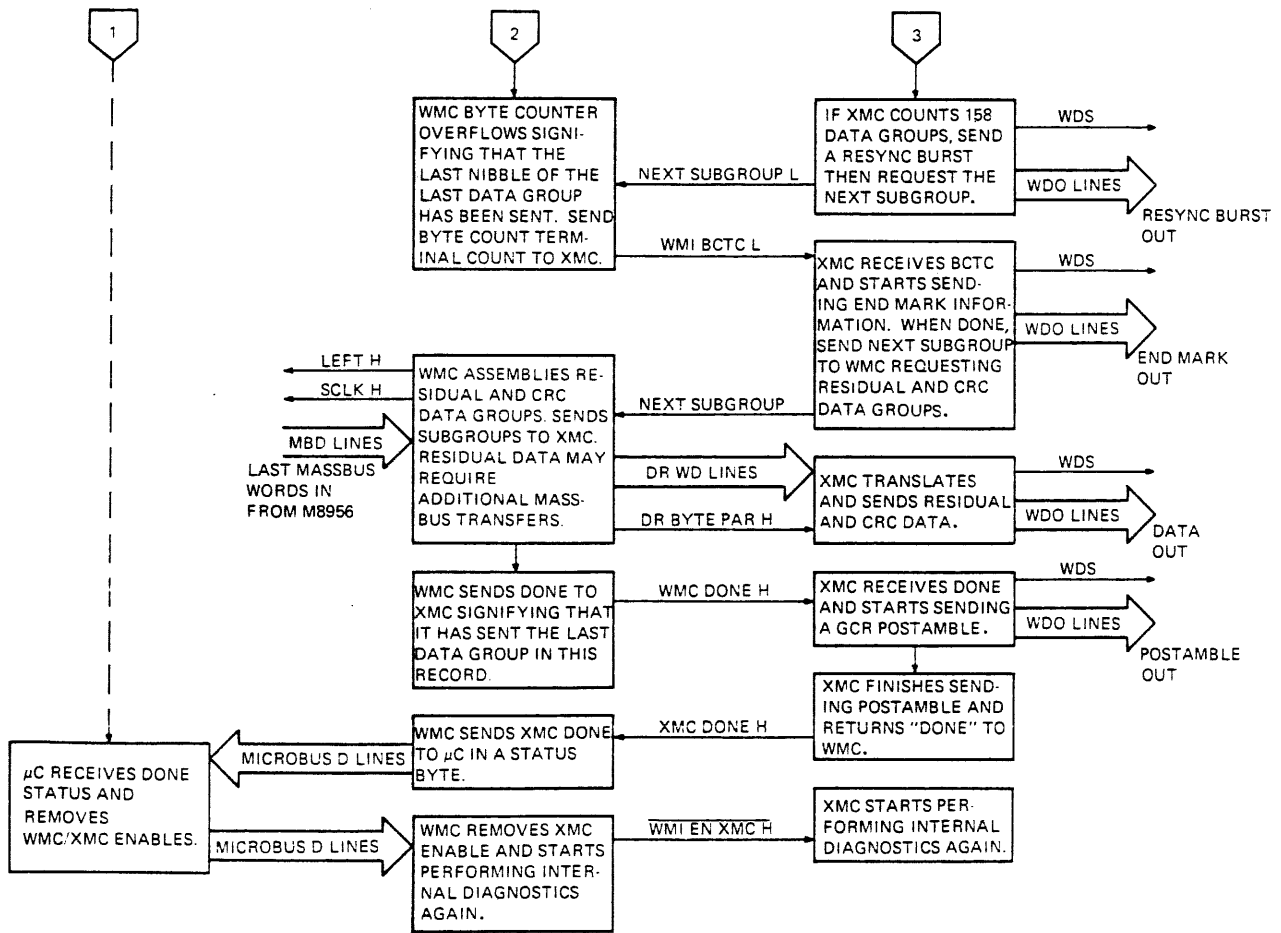 1
2
3
WMC BYTE COUNTER
OVERFLOWS SIGNI-
FYING THAT THE
LAST NIBBLE OF THE
LAST DATA GROUP
HAS BEEN SENT. SEND
BYTE COUNT TERM-
INAL COUNT TO XMC.
NEXT SUBGROUP L
IF XMC COUNTS 158
DATA GROUPS, SEND
A RESYNC BURST
THEN REQUEST THE
NEXT SUBGROUP.
WDS
WDO LINES
RESYNC BURST
OUT
WMI BCTC L
XMC RECEIVES BCTC
AND STARTS SEND-
ING END MARK INFOR-
MATION. WHEN DONE,
SEND NEXT SUBGROUP
TO WMC REQUESTING
RESIDUAL AND CRC
DATA GROUPS.
WDS
WDO LINES
END MARK
OUT
LEFT H
SCLK H
MBD LINES
LAST MASSBUS
WORDS IN
FROM M8956
WMC ASSEMBLIES RE-
SIDUAL AND CRC
DATA GROUPS. SENDS
SUBGROUPS TO XMC.
RESIDUAL DATA MAY
REQUIRE
ADDITIONAL MASS-
BUS TRANSFERS.
NEXT SUBGROUP
DR WD LINES
DR BYTE PAR H
XMC TRANSLATES
AND SENDS RESIDUAL
AND CRC DATA.
WDS
WDO LINES
DATA
OUT
WMC SENDS DONE TO
XMC SIGNIFYING THAT
IT HAS SENT THE LAST
DATA GROUP IN THIS
RECORD.
WMC DONE H
XMC RECEIVES DONE
AND STARTS SENDING
A GCR POSTAMBLE.
WDS
WDO LINES
POSTAMBLE
OUT
XMC FINISHES SEND-
ING POSTAMBLE AND
RETURNS "DONE" TO
WMC.
XMC DONE H
WMC SENDS XMC DONE
TO µC IN A STATUS
BYTE.
MICROBUS D LINES
µC RECEIVES DONE
STATUS AND
REMOVES
WMC/XMC ENABLES.
MICROBUS D LINES
WMC REMOVES XMC
ENABLE AND STARTS
PERFORMING INTER-
NAL DIAGNOSTICS
AGAIN.
WMI EN XMC H
XMC STARTS PER-
FORMING INTERNAL
DIAGNOSTICS AGAIN.